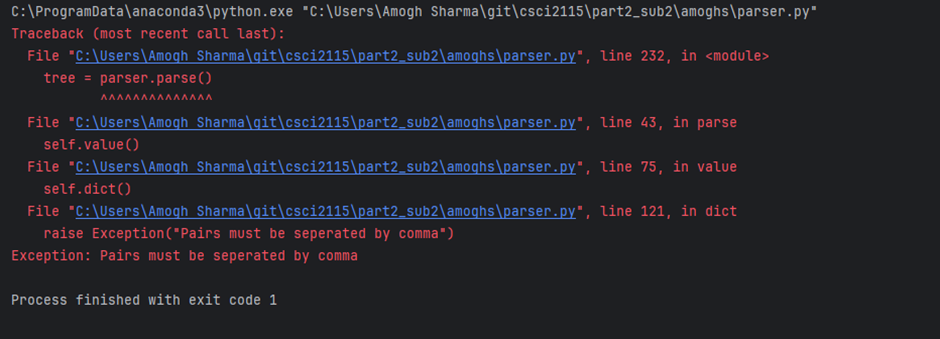 C:\ProgramData\anaconda3\python.exe "C:\Users\Amogh Sharma\git\csci2115\part2_sub2\amoghs\parser.py"
Traceback (most recent call last):
  File "C:\Users\Amogh Sharma\git\csci2115\part2_sub2\amoghs\parser.py", line 232, in <module>
    tree = parser.parse()
           ^^^^^^^^^^^^^^
  File "C:\Users\Amogh Sharma\git\csci2115\part2_sub2\amoghs\parser.py", line 43, in parse
    self.value()
  File "C:\Users\Amogh Sharma\git\csci2115\part2_sub2\amoghs\parser.py", line 75, in value
    self.dict()
  File "C:\Users\Amogh Sharma\git\csci2115\part2_sub2\amoghs\parser.py", line 121, in dict
    raise Exception("Pairs must be seperated by comma")
Exception: Pairs must be seperated by comma
Process finished with exit code 1